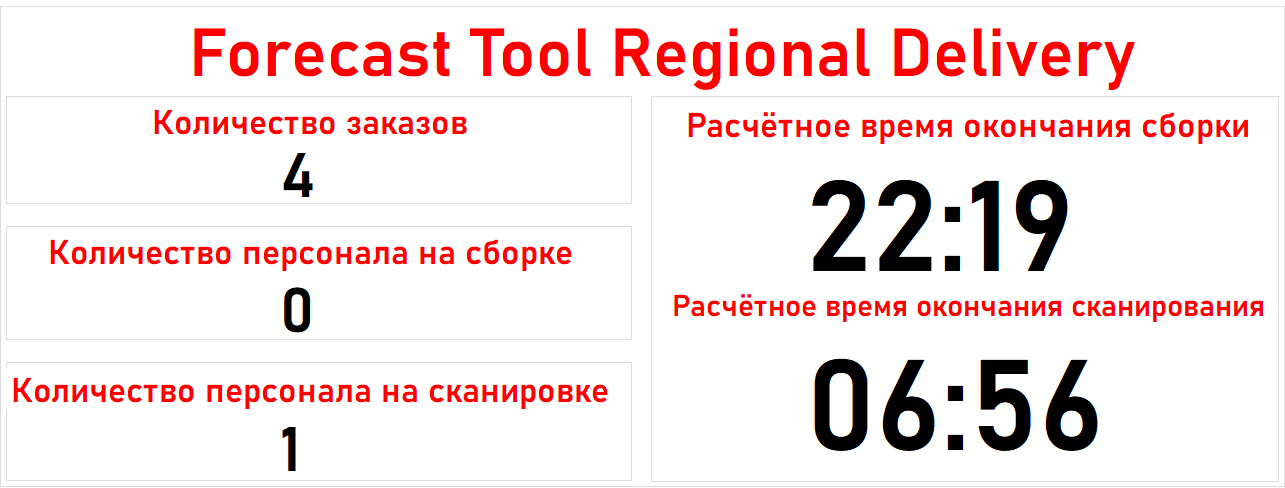 Forecast Tool Regional Delivery
Количество заказов
4
Количество персонала на сборке
0
Количество персонала на сканировке
1
Расчётное время окончания сборки
22:19
Расчётное время окончания сканирования
06:56